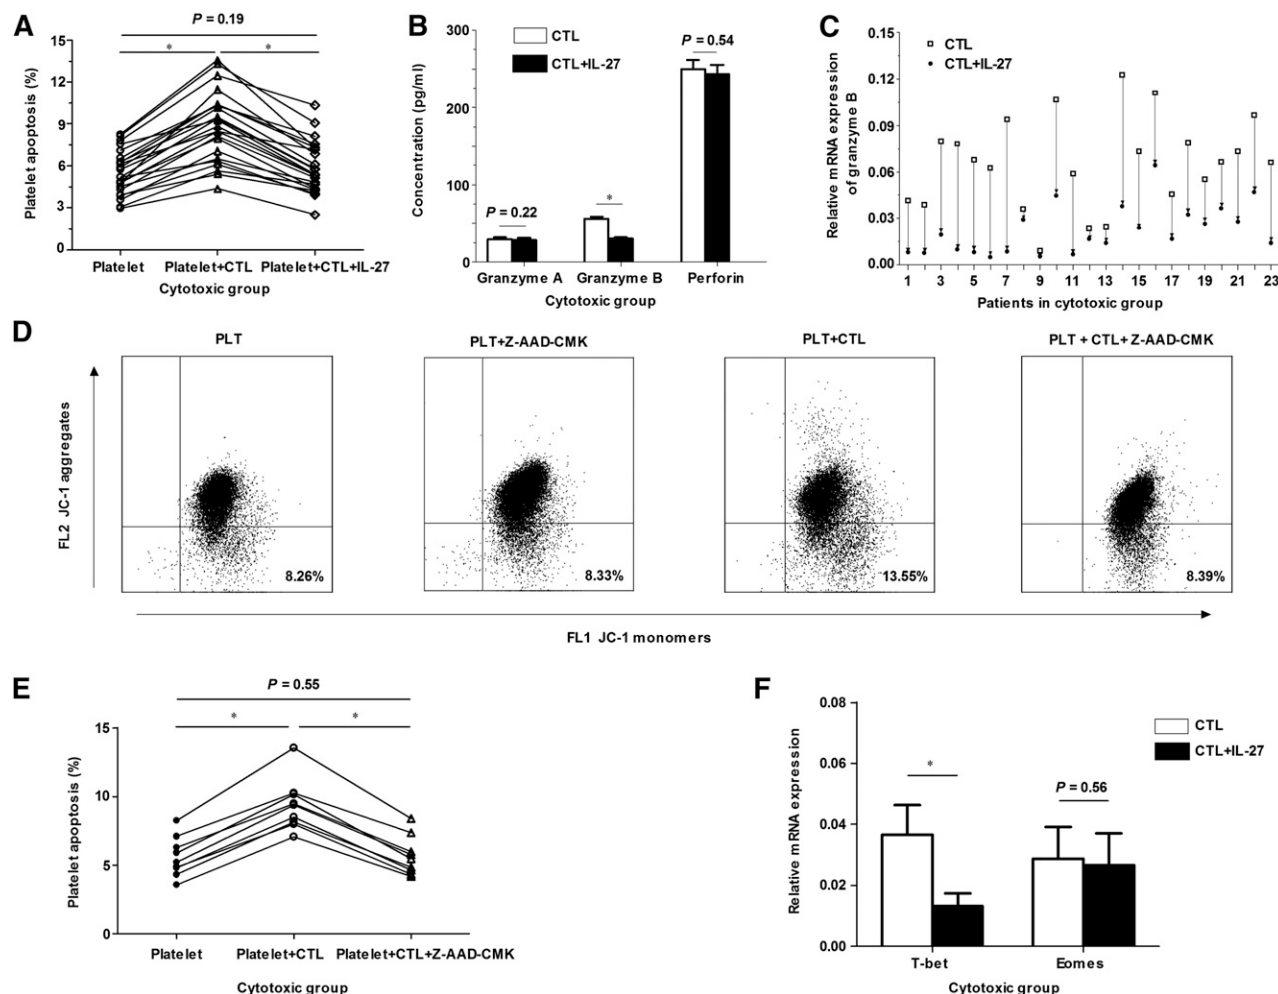 A
P = 0.19
*
*
15
12
9
6
3
0
Platelet apoptosis (%)
Platelet
Platelet+CTL
Platelet+CTL+IL-27
Cytotoxic group
B
CTL
CTL+IL-27
P = 0.54
P = 0.22
*
300
200
100
0
Concentration (pg/ml)
Granzyme A
Granzyme B
Perforin
Cytotoxic group
C
CTL
CTL+IL-27
0.15
0.12
0.09
0.06
0.03
0.00
Relative mRNA expression
of granzyme B
1 3 5 7 9 11 13 15 17 19 21 23
Patients in cytotoxic group
D
PLT
PLT+Z-AAD-CMK
PLT+CTL
PLT + CTL+ Z-AAD-CMK
FL2 JC-1 aggregates
8.26%
8.33%
13.55%
8.39%
FL1 JC-1 monomers
E
P = 0.55
*
*
15
10
5
0
Platelet apoptosis (%)
Platelet
Platelet+CTL
Platelet+CTL+Z-AAD-CMK
Cytotoxic group
F
CTL
CTL+IL-27
*
P = 0.56
0.08
0.06
0.04
0.02
0.00
Relative mRNA expression
T-bet
Eomes
Cytotoxic group